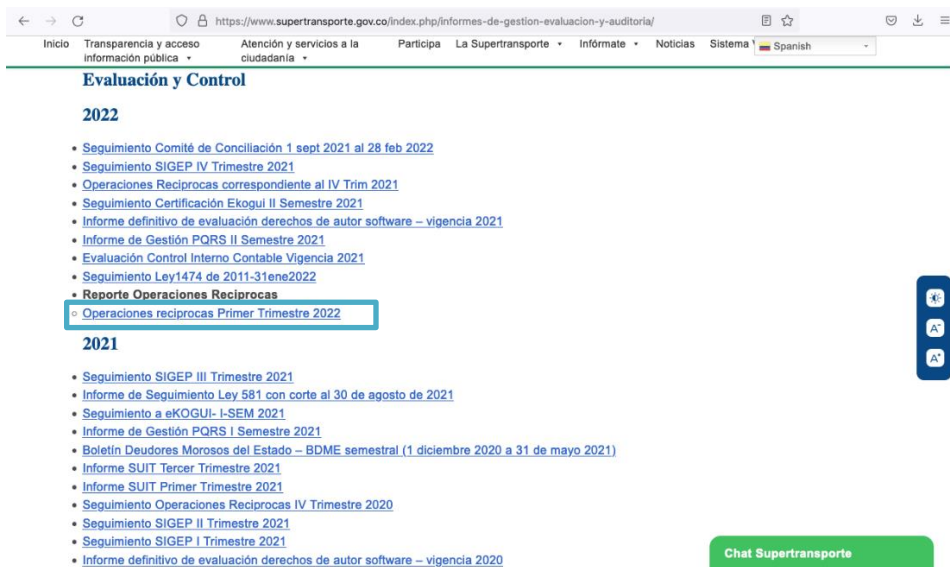 https://www.supertransporte.gov.co/index.php/informes-de-gestion-evaluacion-y-auditoria/
Inicio
Transparencia y acceso
información pública
Atención y servicios a la
ciudadanía
Participa
La Supertransporte
Infórmate
Noticias
Sistema
Spanish
Evaluación y Control
2022
Seguimiento Comité de Conciliación 1 sept 2021 al 28 feb 2022
Seguimiento SIGEP IV Trimestre 2021
Operaciones Reciprocas correspondiente al IV Trim 2021
Seguimiento Certificación Ekogui II Semestre 2021
Informe definitivo de evaluación derechos de autor software – vigencia 2021
Informe de Gestión PQRS II Semestre 2021
Evaluación Control Interno Contable Vigencia 2021
Seguimiento Ley1474 de 2011-31ene2022
Reporte Operaciones Reciprocas
Operaciones reciprocas Primer Trimestre 2022
2021
Seguimiento SIGEP III Trimestre 2021
Informe de Seguimiento Ley 581 con corte al 30 de agosto de 2021
Seguimiento a eKOGUI- I-SEM 2021
Informe de Gestión PQRS I Semestre 2021
Boletín Deudores Morosos del Estado – BDME semestral (1 diciembre 2020 a 31 de mayo 2021)
Informe SUIT Tercer Trimestre 2021
Informe SUIT Primer Trimestre 2021
Seguimiento Operaciones Reciprocas IV Trimestre 2020
Seguimiento SIGEP II Trimestre 2021
Seguimiento SIGEP I Trimestre 2021
Informe definitivo de evaluación derechos de autor software – vigencia 2020
A-
A+
Chat Supertransporte